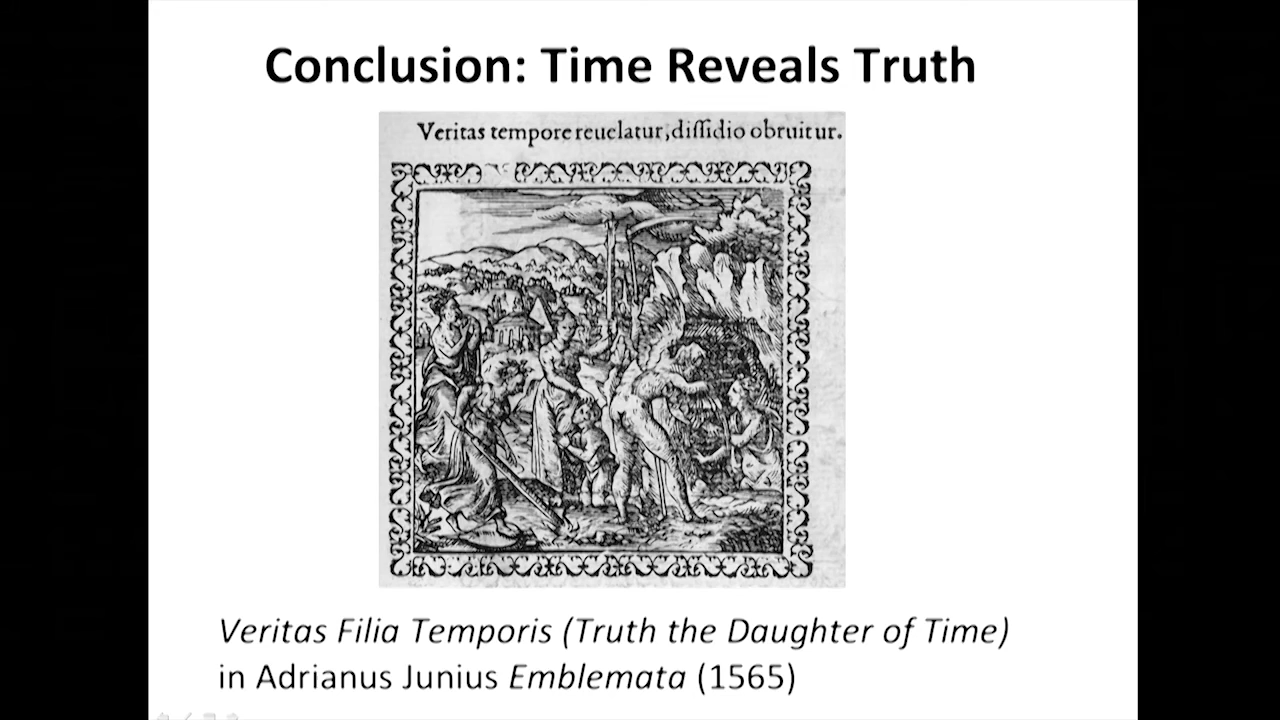 Conclusion: Time Reveals Truth
Veritas tempore reuelatur, dissidio obruitur.
Veritas Filia Temporis (Truth the Daughter of Time)
in Adrianus Junius Emblemata (1565)